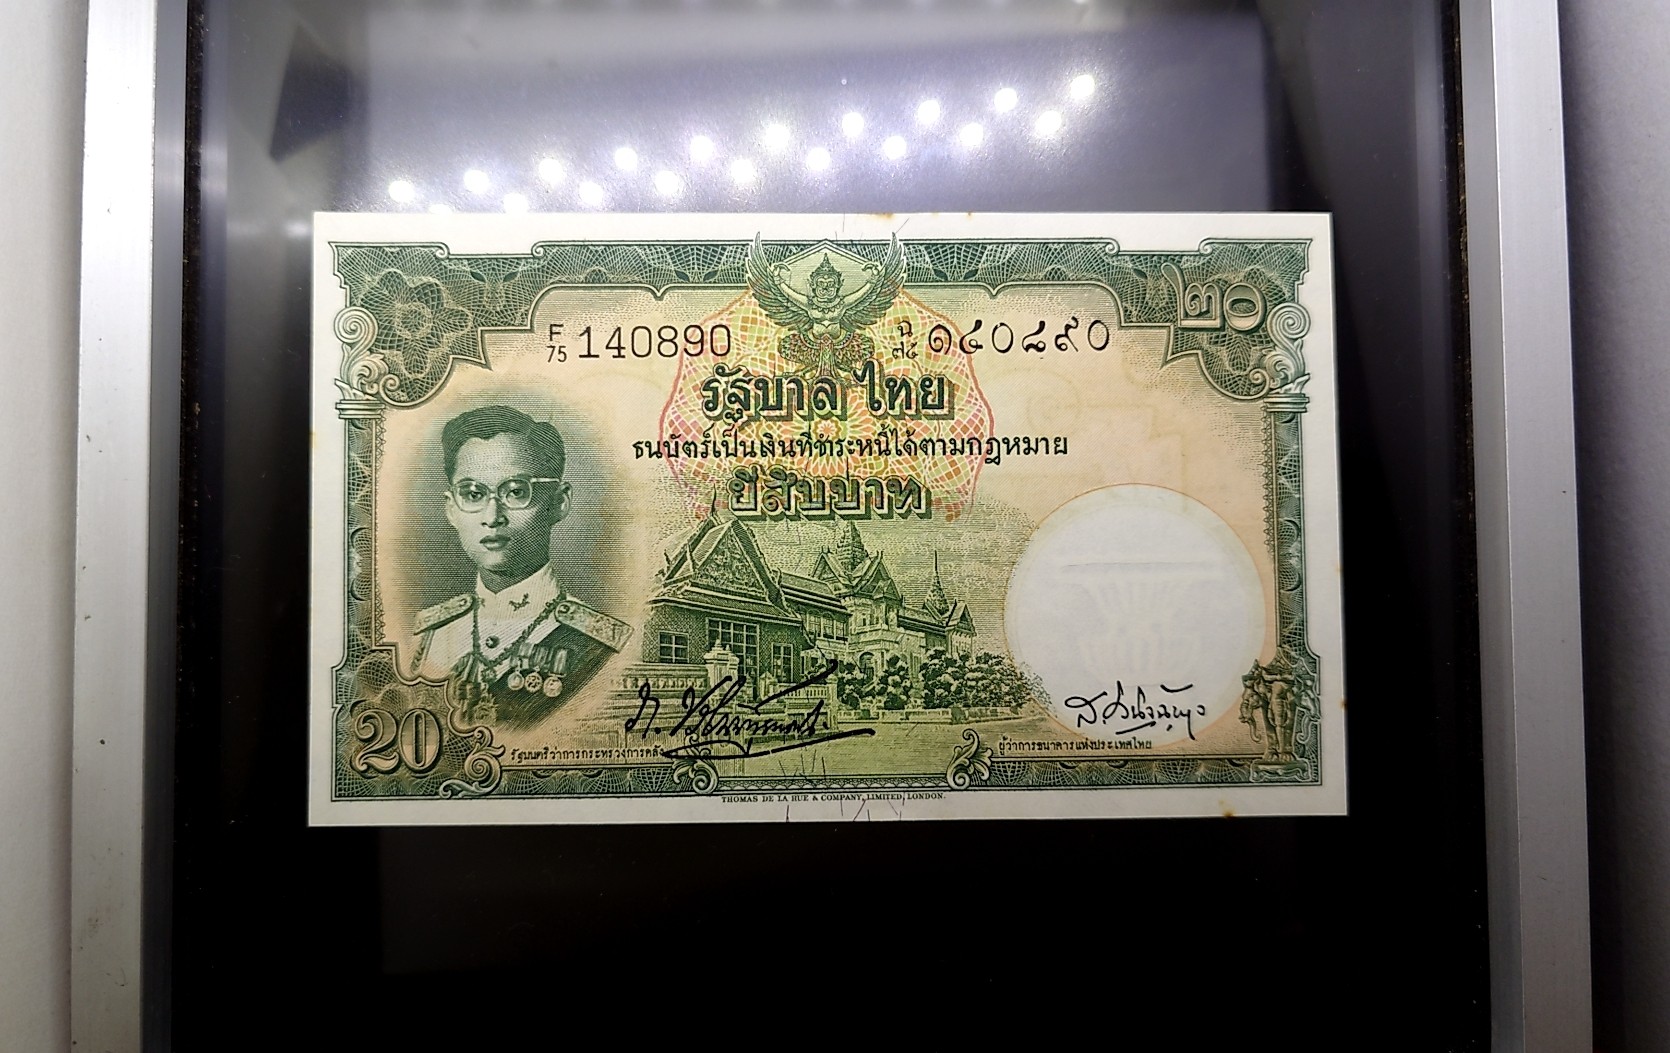 ๒๐
F/75 140890 ฉ/๗๕ ๑๔๐๘๙๐
รัฐบาลไทย
ธนบัตร์เป็นเงินที่ชำระหนี้ได้ตามกฎหมาย
ยี่สิบบาท
20
รัฐมนตรีว่าการกระทรวงการคลัง
ผู้ว่าการธนาคารแห่งประเทศไทย
THOMAS DE LA RUE & COMPANY, LIMITED, LONDON.